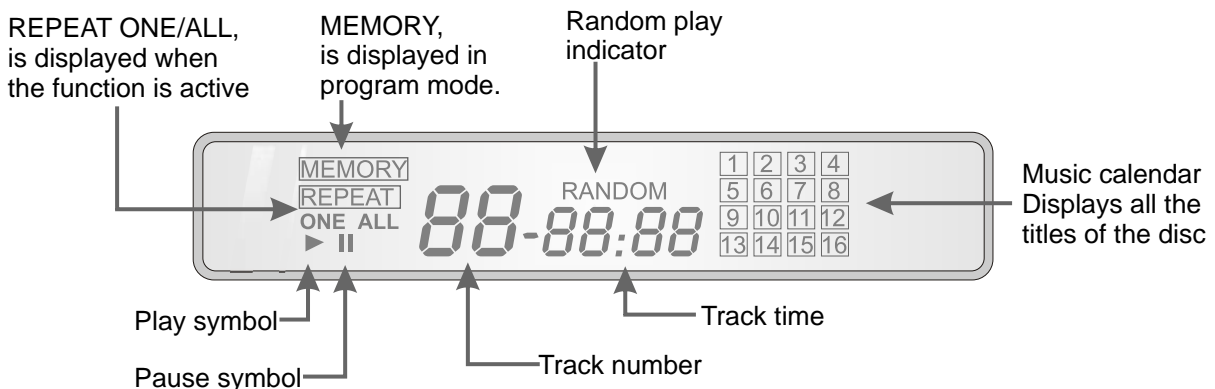 REPEAT ONE/ALL,
is displayed when
the function is active
MEMORY,
is displayed in
program mode.
Random play
indicator
MEMORY
REPEAT
ONE ALL
88-88:88
RANDOM
1 2 3 4
5 6 7 8
9 10 11 12
13 14 15 16
Music calendar
Displays all the
titles of the disc
Play symbol
Pause symbol
Track number
Track time